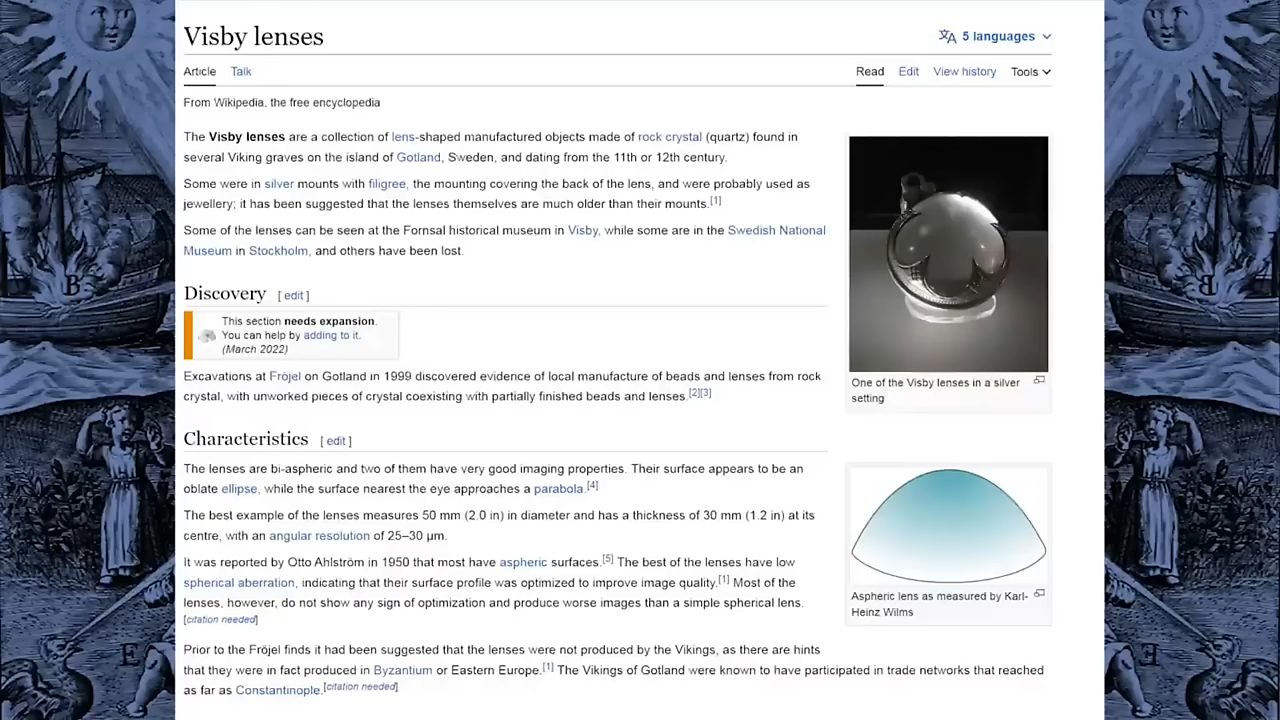 Visby lenses
5 languages
Article Talk Read Edit View history Tools
From Wikipedia, the free encyclopedia
The Visby lenses are a collection of lens-shaped manufactured objects made of rock crystal (quartz) found in
several Viking graves on the island of Gotland, Sweden, and dating from the 11th or 12th century.
Some were in silver mounts with filigree, the mounting covering the back of the lens, and were probably used as
jewellery; it has been suggested that the lenses themselves are much older than their mounts.[1]
Some of the lenses can be seen at the Fornsal historical museum in Visby, while some are in the Swedish National
Museum in Stockholm, and others have been lost.
One of the Visby lenses in a silver
setting
Discovery [ edit ]
This section needs expansion.
You can help by adding to it.
(March 2022)
Excavations at Fröjel on Gotland in 1999 discovered evidence of local manufacture of beads and lenses from rock
crystal, with unworked pieces of crystal coexisting with partially finished beads and lenses.[2][3]
Characteristics [ edit ]
The lenses are bi-aspheric and two of them have very good imaging properties. Their surface appears to be an
oblate ellipse, while the surface nearest the eye approaches a parabola.[4]
The best example of the lenses measures 50 mm (2.0 in) in diameter and has a thickness of 30 mm (1.2 in) at its
centre, with an angular resolution of 25–30 μm.
It was reported by Otto Ahlström in 1950 that most have aspheric surfaces.[5] The best of the lenses have low
spherical aberration, indicating that their surface profile was optimized to improve image quality.[1] Most of the
lenses, however, do not show any sign of optimization and produce worse images than a simple spherical lens.
[citation needed]
Aspheric lens as measured by Karl-
Heinz Wilms
Prior to the Fröjel finds it had been suggested that the lenses were not produced by the Vikings, as there are hints
that they were in fact produced in Byzantium or Eastern Europe.[1] The Vikings of Gotland were known to have participated in trade networks that reached
as far as Constantinople.[citation needed]
B
E